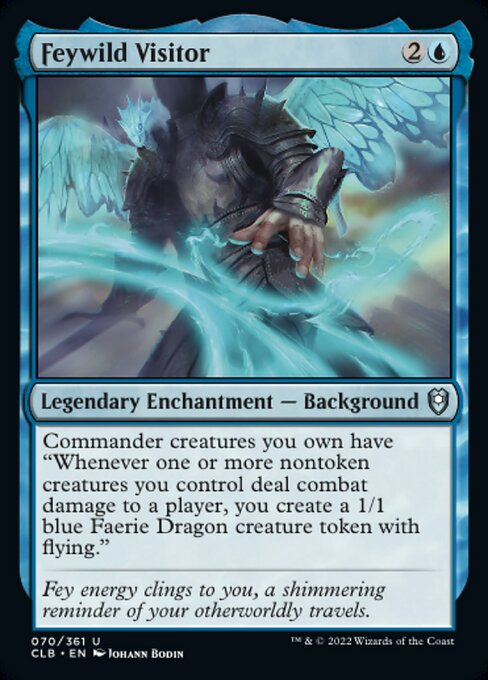 Feywild Visitor 2
Legendary Enchantment — Background
Commander creatures you own have
“Whenever one or more nontoken
creatures you control deal combat
damage to a player, you create a 1/1
blue Faerie Dragon creature token with
flying.”
Fey energy clings to you, a shimmering
reminder of your otherworldly travels.
070/361 U
CLB • EN Johann Bodin
™ & © 2022 Wizards of the Coast